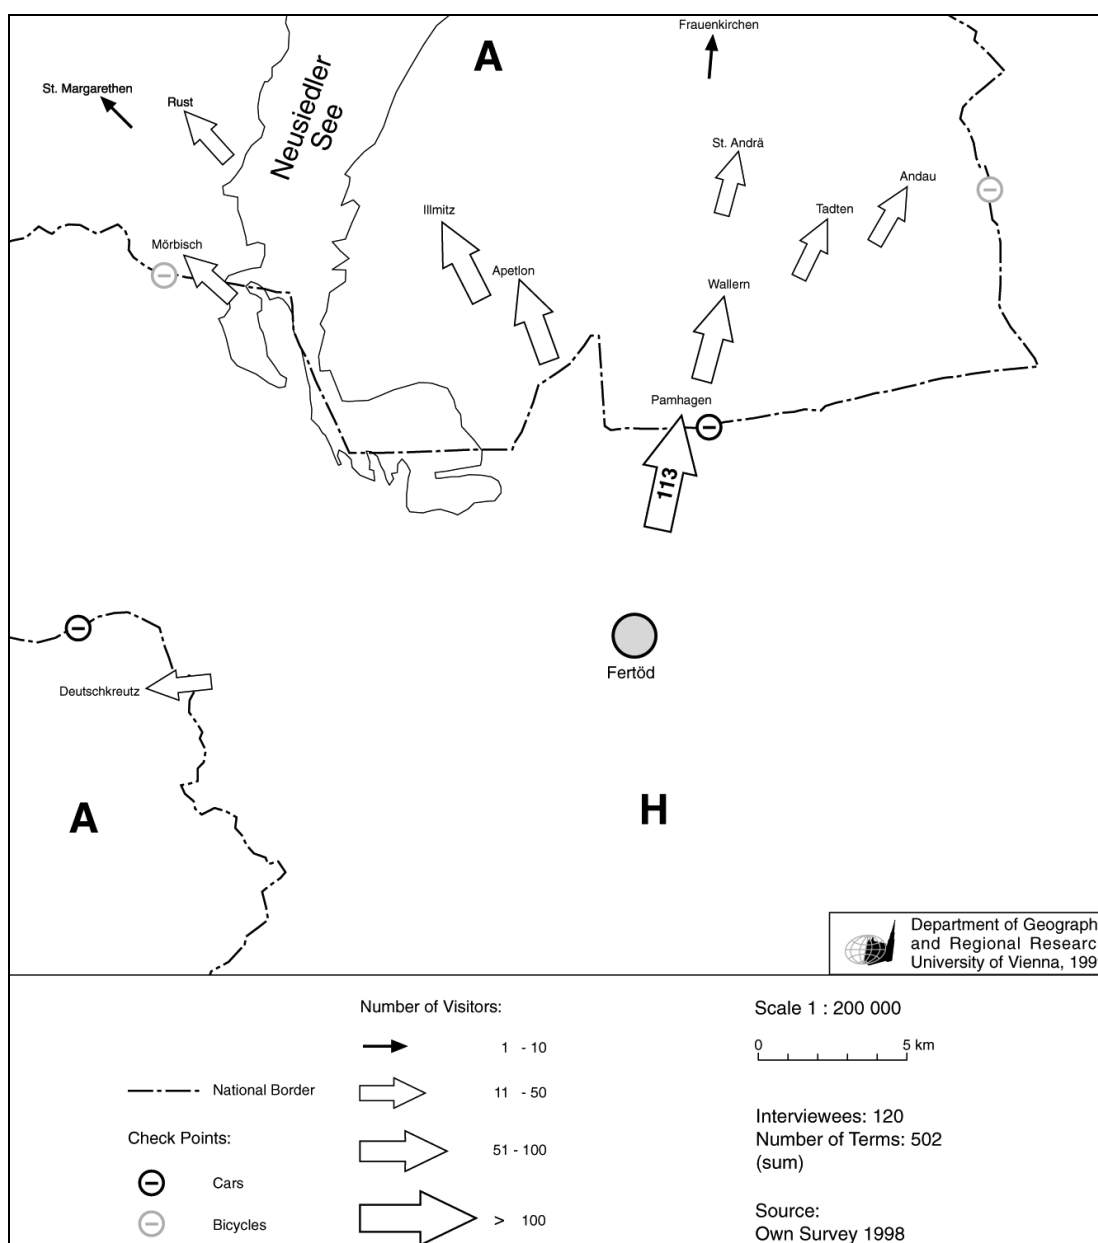 Frauenkirchen
A
St. Margarethen
Rust
Neusiedler
See
St. Andrä
Andau
Tadten
Illmitz
Mörbisch
Apetlon
Wallern
Pamhagen
113
Fertöd
Deutschkreutz
A
H
Department of Geograph
and Regional Researc
University of Vienna, 199
Number of Visitors:
1 - 10
11 - 50
51 - 100
> 100
National Border
Check Points:
Cars
Bicycles
Scale 1 : 200 000
0 5 km
Interviewees: 120
Number of Terms: 502
(sum)
Source:
Own Survey 1998